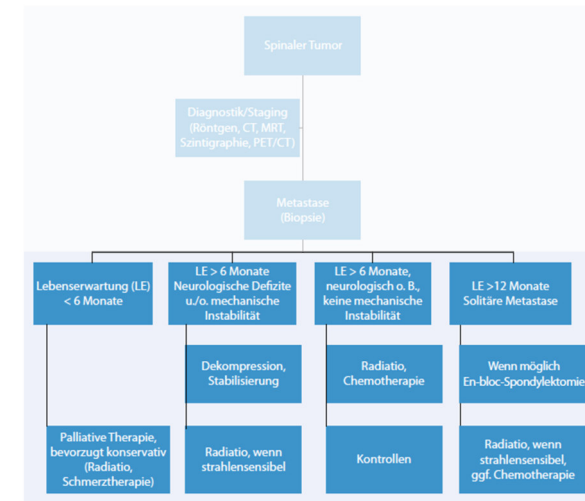 Spinaler Tumor
Diagnostik/Staging
(Röntgen, CT, MRT,
Szintigraphie, PET/CT)
Metastase
(Biopsie)
Lebenserwartung (LE)
< 6 Monate
LE > 6 Monate
Neurologische Defizite
u./o. mechanische
Instabilität
LE > 6 Monate,
neurologisch o. B.,
keine mechanische
Instabilität
LE >12 Monate
Solitäre Metastase
Dekompression,
Stabilisierung
Radiatio,
Chemotherapie
Wenn möglich
En-bloc-Spondylektomie
Palliative Therapie,
bevorzugt konservativ
(Radiatio,
Schmerztherapie)
Radiatio, wenn
strahlensensibel
Kontrollen
Radiatio, wenn
strahlensensibel,
ggf. Chemotherapie